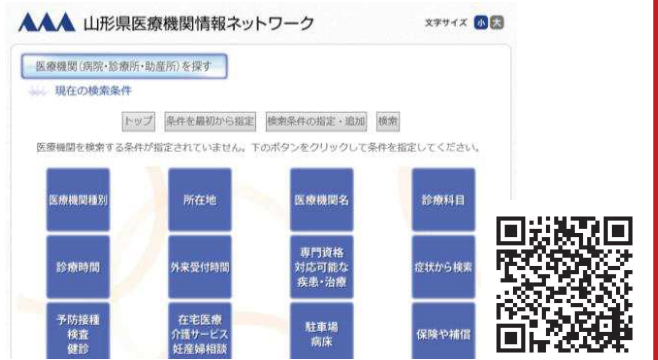 山形県医療機関情報ネットワーク
文字サイズ 小 大
医療機関(病院・診療所・助産所)を探す
現在の検索条件
トップ 条件を最初から指定 検索条件の指定・追加 検索
医療機関を検索する条件が指定されていません。下のボタンをクリックして条件を指定してください。
医療機関種別 所在地 医療機関名 診療科目
診療時間 外来受付時間 専門資格
対応可能な
疾患・治療 症状から検索
予防接種
検査
健診
在宅医療
介護サービス
妊産婦相談
駐車場
病床
保険や補償